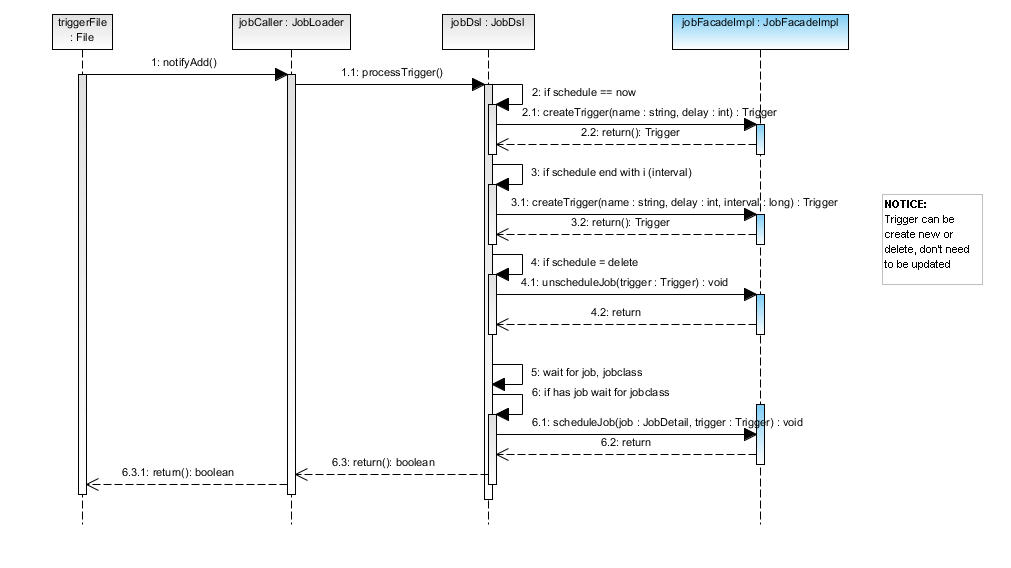 triggerFile
: File
jobCaller : JobLoader
jobDsl : JobDsl
jobFacadeImpl : JobFacadeImpl
1: notifyAdd()
1.1: processTrigger()
2: if schedule == now
2.1: createTrigger(name : string, delay : int) : Trigger
2.2: return(): Trigger
3: if schedule end with i (interval)
3.1: createTrigger(name : string, delay : int, interval : long) : Trigger
3.2: return(): Trigger
NOTICE:
Trigger can be
create new or
delete, don't need
to be updated
4: if schedule = delete
4.1: unscheduleJob(trigger : Trigger) : void
4.2: return
5: wait for job, jobclass
6: if has job wait for jobclass
6.1: scheduleJob(job : JobDetail, trigger : Trigger) : void
6.2: return
6.3: return(): boolean
6.3.1: return(): boolean